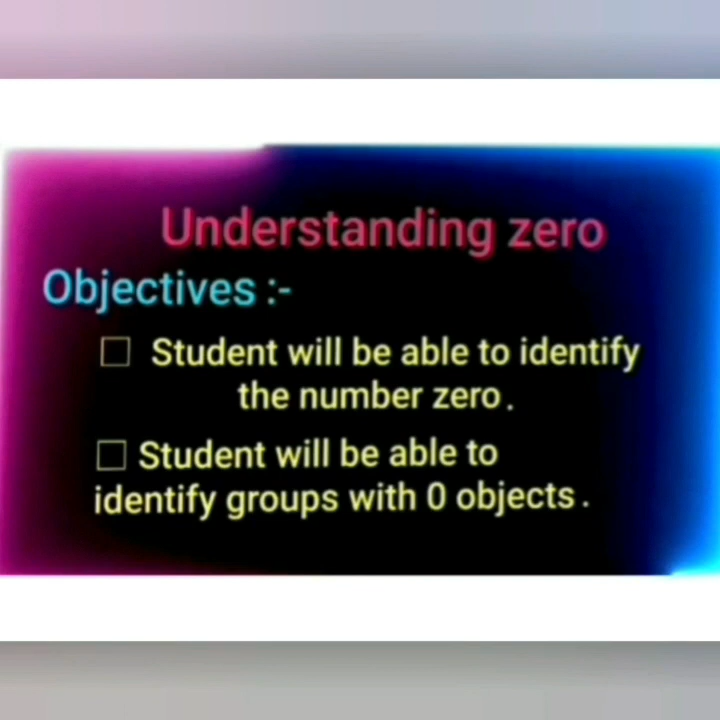 Understanding zero
Objectives :-
☐ Student will be able to identify
the number zero.
☐ Student will be able to
identify groups with 0 objects.